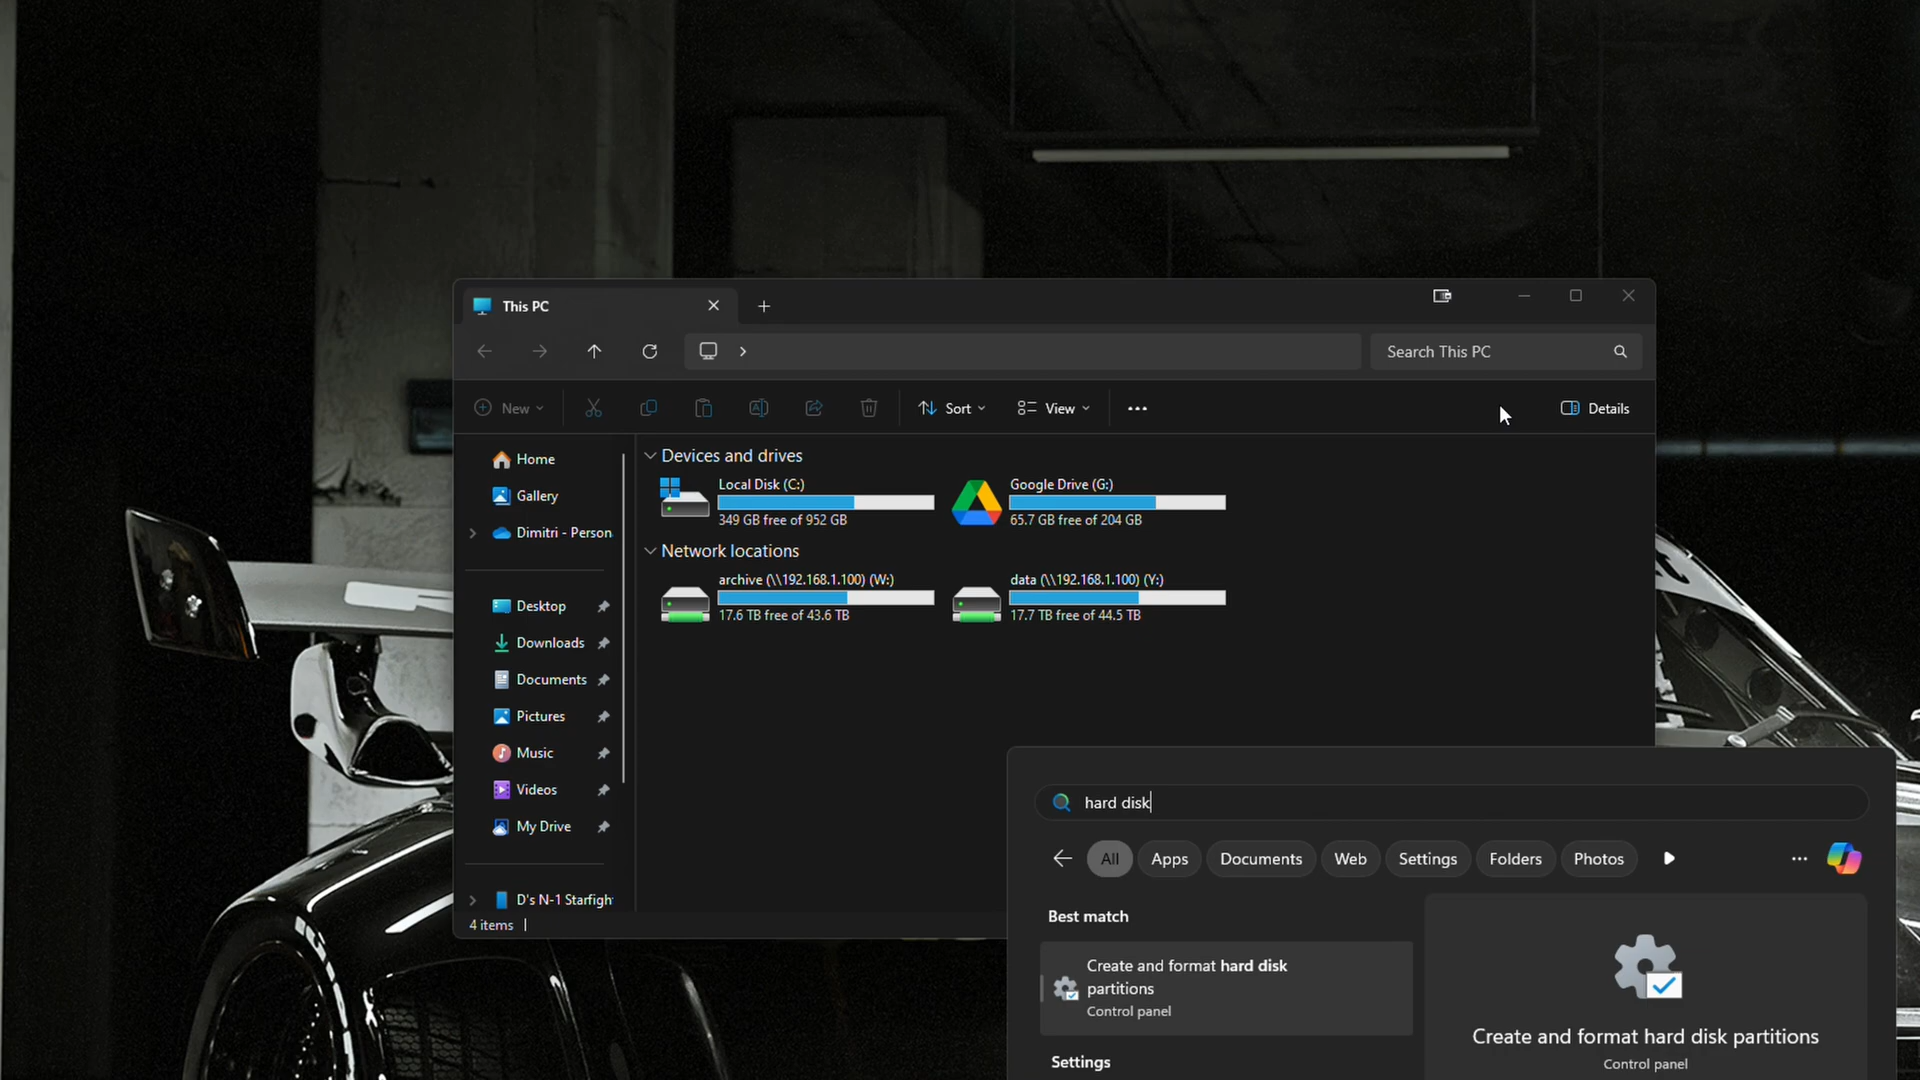 This PC
Search This PC
New
Sort
View
Details
Home
Gallery
Dimitri - Person
Desktop
Downloads
Documents
Pictures
Music
Videos
My Drive
D's N-1 Starfigh
4 items
Devices and drives
Local Disk (C:)
349 GB free of 952 GB
Google Drive (G:)
65.7 GB free of 204 GB
Network locations
archive (\\192.168.1.100) (W:)
17.6 TB free of 43.6 TB
data (\\192.168.1.100) (Y:)
17.7 TB free of 44.5 TB
hard disk
All
Apps
Documents
Web
Settings
Folders
Photos
Best match
Create and format hard disk
partitions
Control panel
Settings
Create and format hard disk partitions
Control panel